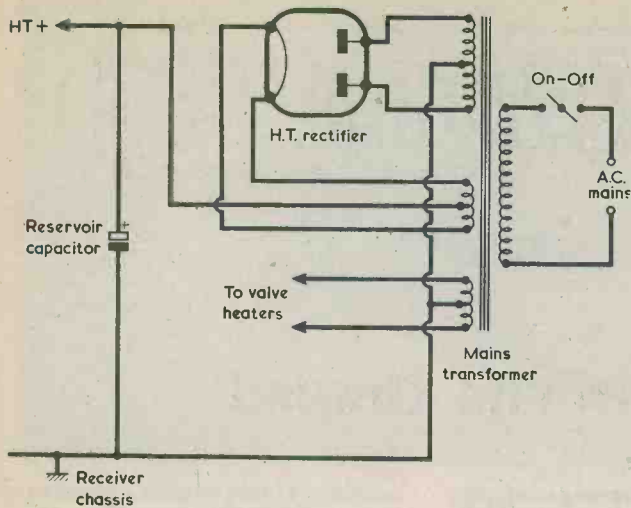 HT+
H.T. rectifier
On-Off
A.C.
mains
Reservoir
capacitor
+
To valve
heaters
Mains
transformer
Receiver
chassis